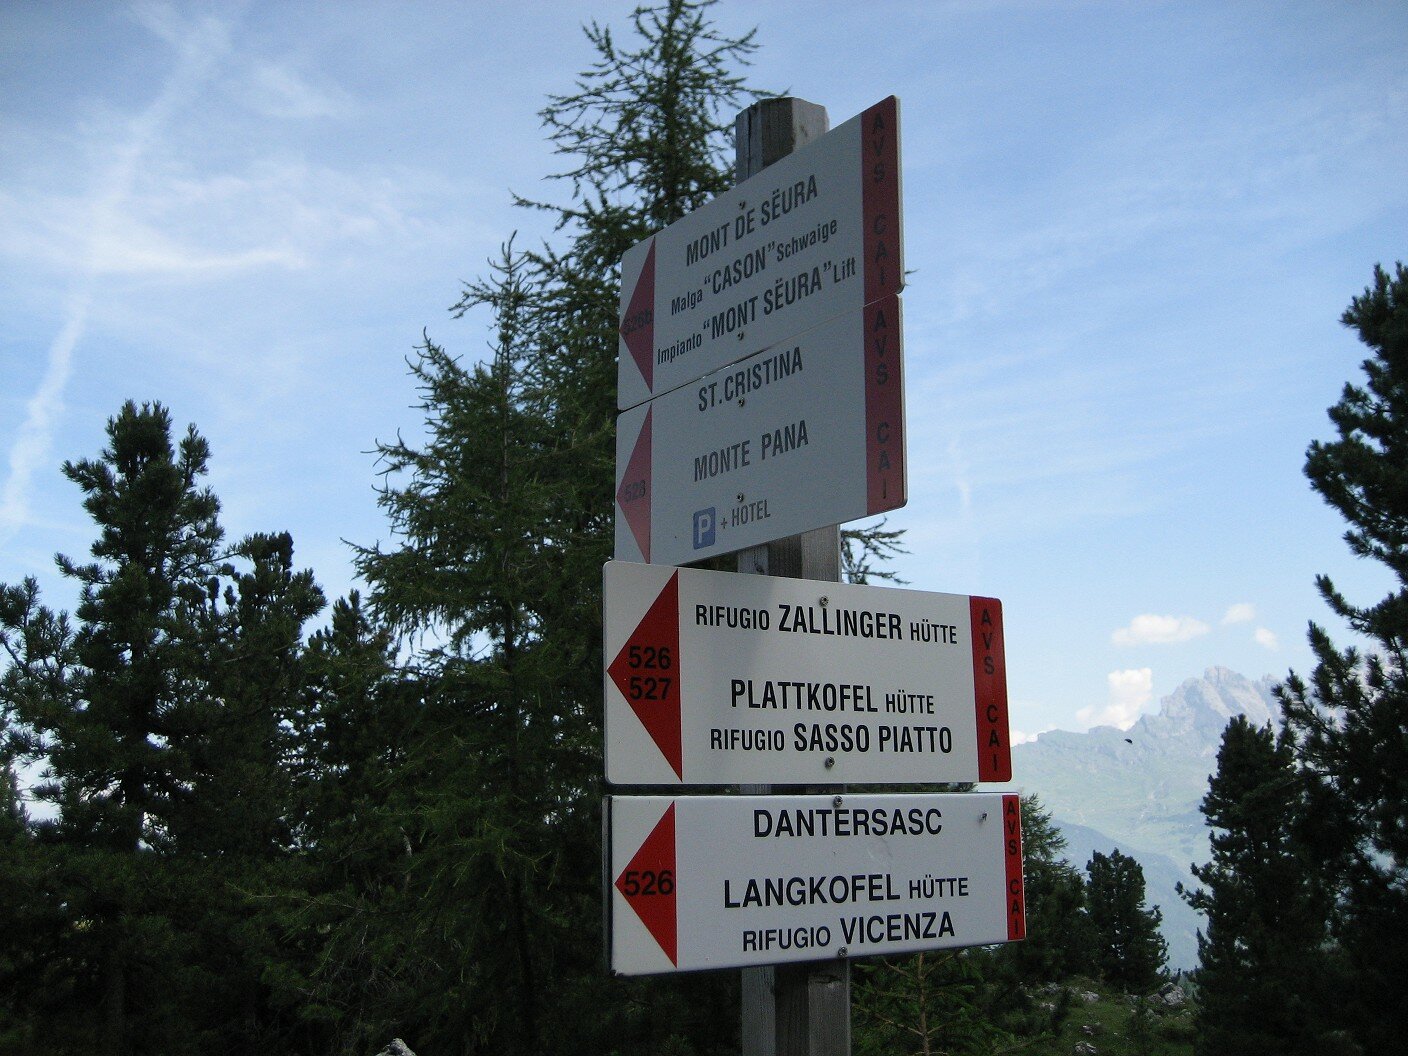 MONT DE SËURA
Malga "CASON" Schwaige
Impianto "MONT SËURA" Lift
526b
AVS CAI
ST. CRISTINA
MONTE PANA
P + HOTEL
526
AVS CAI
RIFUGIO ZALLINGER HÜTTE
526
527
PLATTKOFEL HÜTTE
RIFUGIO SASSO PIATTO
AVS CAI
DANTERSASC
526
LANGKOFEL HÜTTE
RIFUGIO VICENZA
AVS CAI